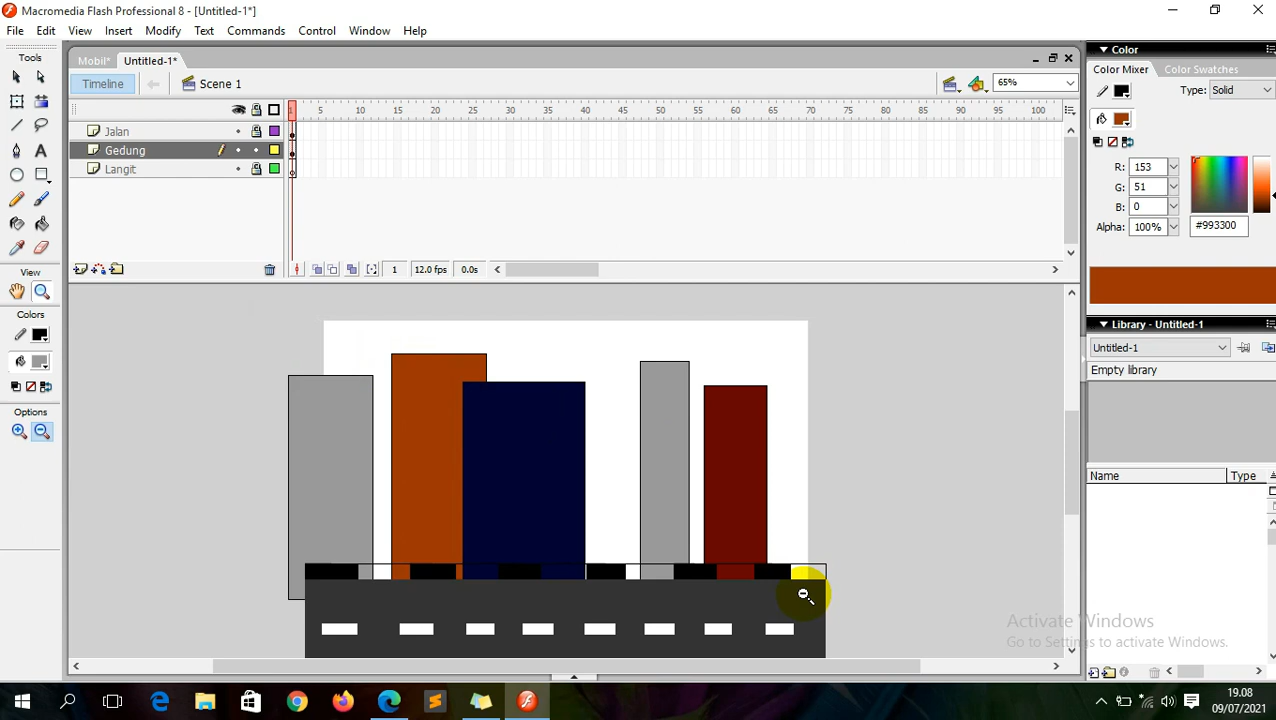 Macromedia Flash Professional 8 - [Untitled-1*]
File Edit View Insert Modify Text Commands Control Window Help
Tools
View
Colors
Options
Mobil* Untitled-1*
Timeline Scene 1 65%
1 5 10 15 20 25 30 35 40 45 50 55 60 65 70 75 80 85 90 95 100
Jalan
Gedung
Langit
1 12.0 fps 0.0s
Color
Color Mixer Color Swatches
Type: Solid
R: 153
G: 51
B: 0
Alpha: 100% #993300
Library - Untitled-1
Untitled-1
Empty library
Name Type
Activate Windows
Go to Settings to activate Windows.
19.08
09/07/2021